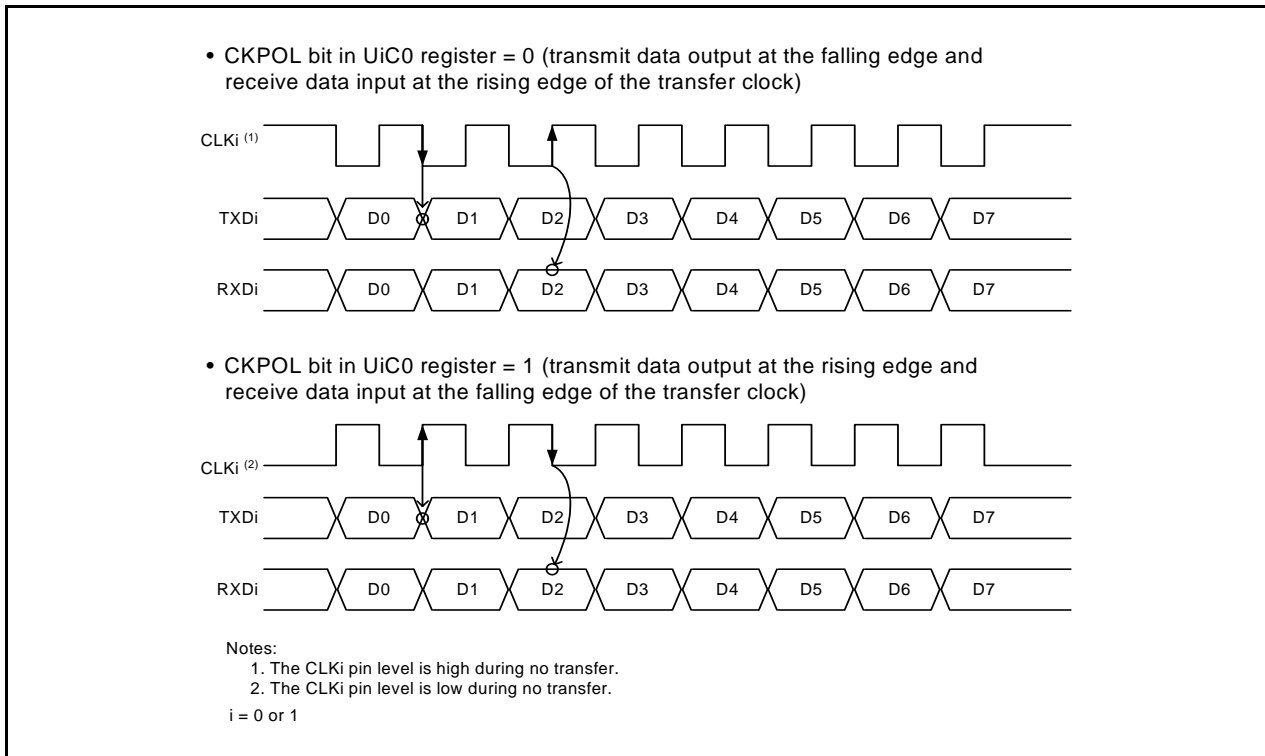 • CKPOL bit in UiC0 register = 0 (transmit data output at the falling edge and
receive data input at the rising edge of the transfer clock)
CLKi (1)
TXDi D0 D1 D2 D3 D4 D5 D6 D7
RXDi D0 D1 D2 D3 D4 D5 D6 D7
• CKPOL bit in UiC0 register = 1 (transmit data output at the rising edge and
receive data input at the falling edge of the transfer clock)
CLKi (2)
TXDi D0 D1 D2 D3 D4 D5 D6 D7
RXDi D0 D1 D2 D3 D4 D5 D6 D7
Notes:
1. The CLKi pin level is high during no transfer.
2. The CLKi pin level is low during no transfer.
i = 0 or 1